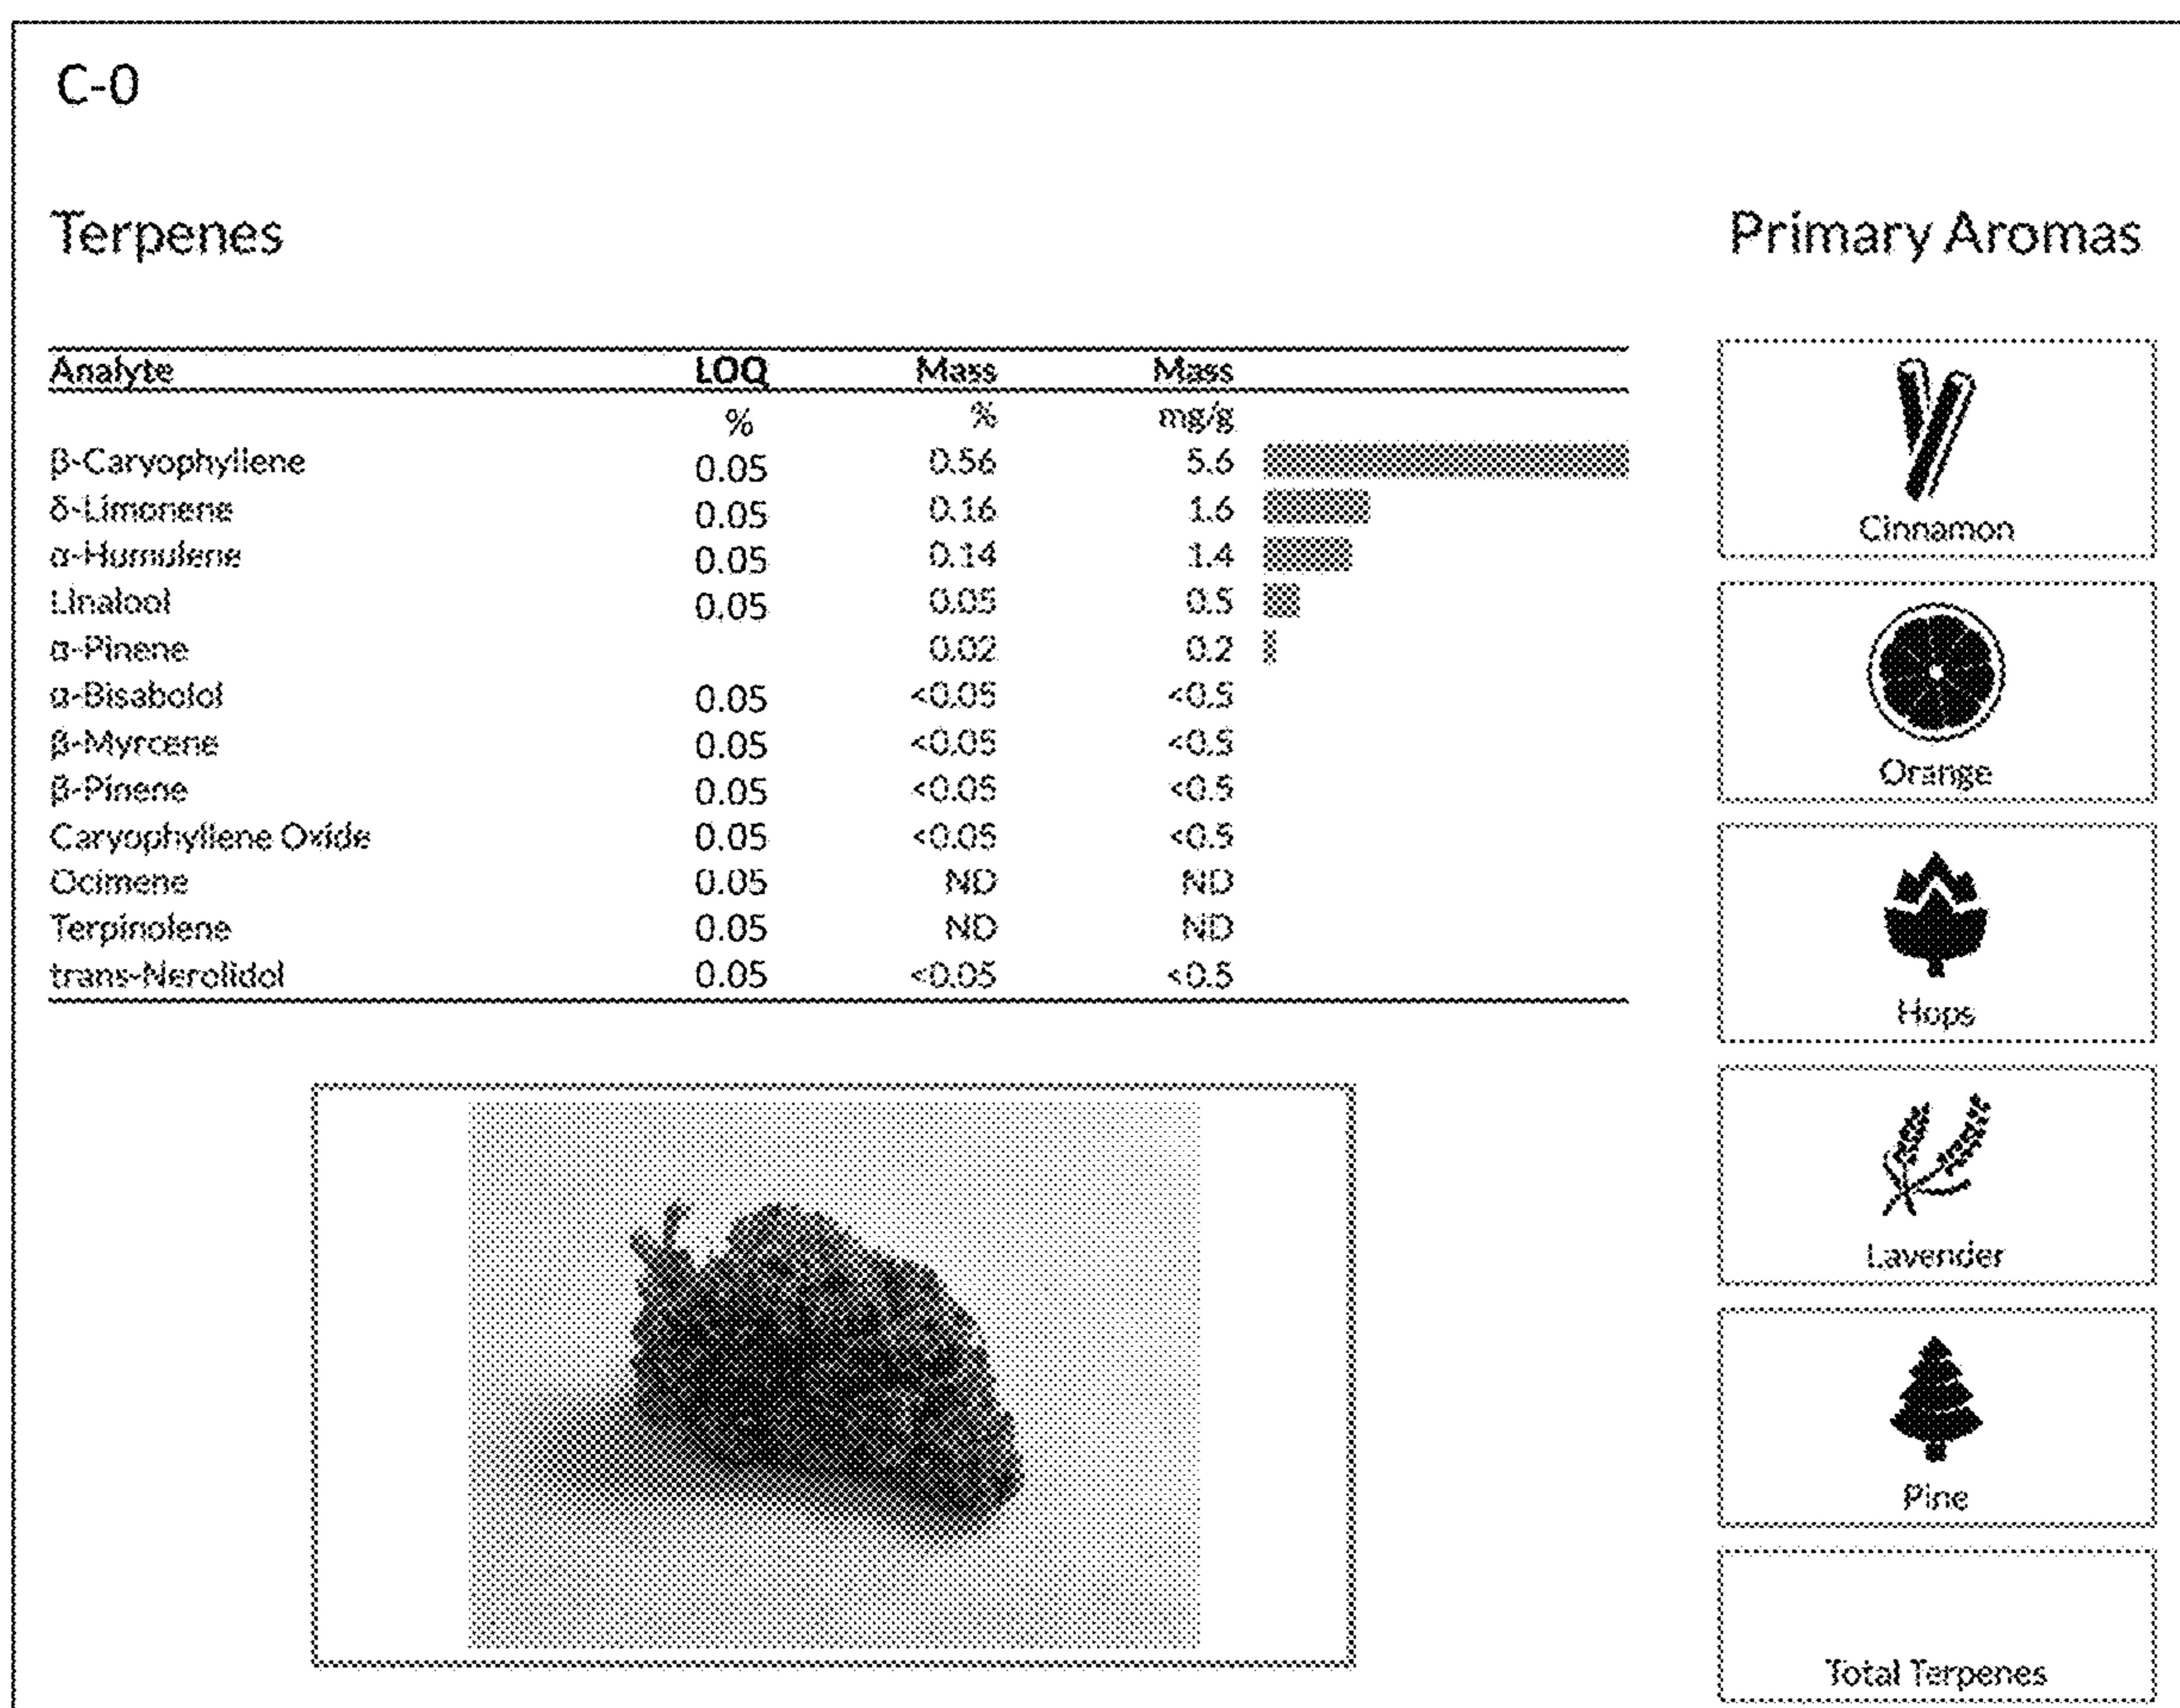 C-0
Terpenes
Analyte LOQ Mass Mass
% % mg/g
β-Caryophyllene 0.05 0.56 5.6
δ-Limonene 0.05 0.16 1.6
α-Humulene 0.05 0.14 1.4
Linalool 0.05 0.05 0.5
α-Pinene 0.02 0.2
α-Bisabolol 0.05 <0.05 <0.5
β-Myrcene 0.05 <0.05 <0.5
β-Pinene 0.05 <0.05 <0.5
Caryophyllene Oxide 0.05 <0.05 <0.5
Ocimene 0.05 ND ND
Terpinolene 0.05 ND ND
trans-Nerolidol 0.05 <0.05 <0.5
Primary Aromas
Cinnamon
Orange
Hops
Lavender
Pine
Total Terpenes